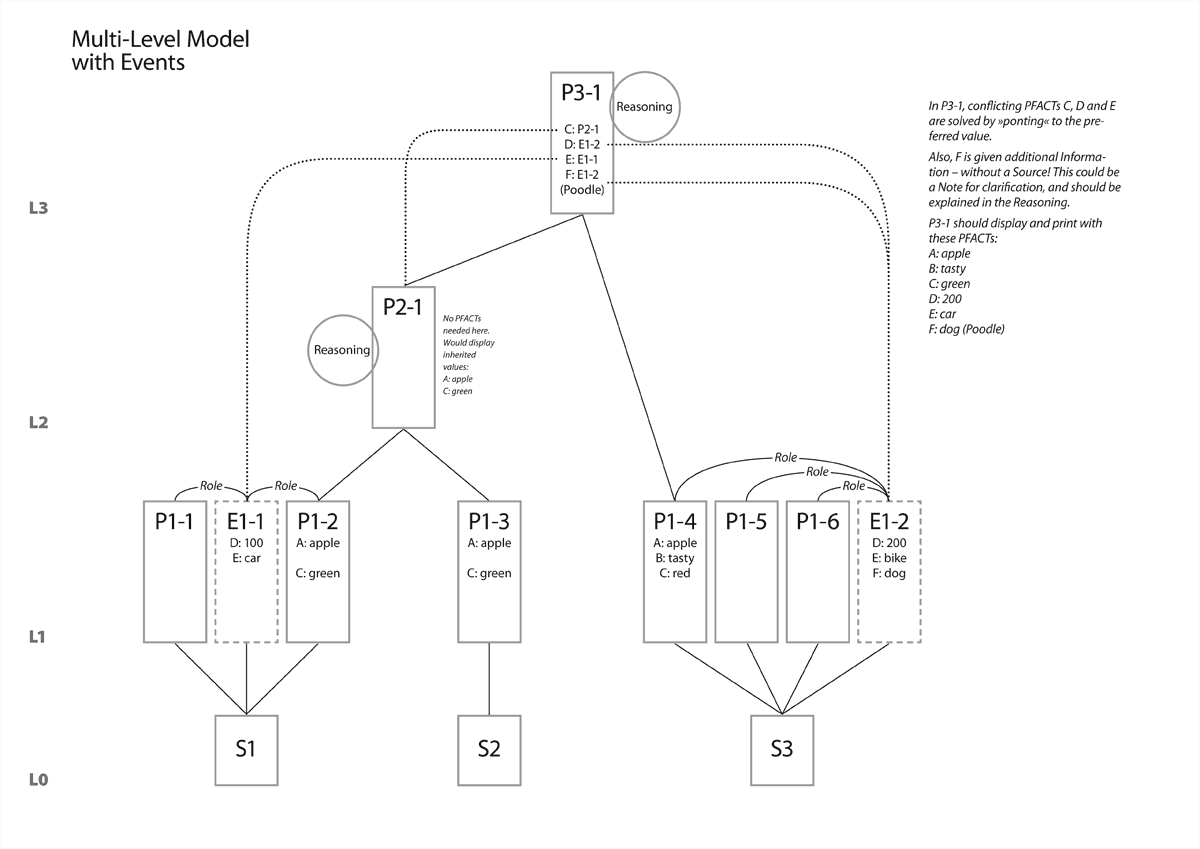 Multi-Level Model
with Events
P3-1
Reasoning
C: P2-1
D: E1-2
E: E1-1
F: E1-2
(Poodle)
In P3-1, conflicting PFACTs C, D and E
are solved by »ponting« to the pre-
ferred value.
Also, F is given additional Informa-
tion – without a Source! This could be
a Note for clarification, and should be
explained in the Reasoning.
P3-1 should display and print with
these PFACTs:
A: apple
B: tasty
C: green
D: 200
E: car
F: dog (Poodle)
L3
P2-1
Reasoning
No PFACTs
needed here.
Would display
inherited
values:
A: apple
C: green
L2
Role
Role
Role
Role
Role
P1-1
E1-1
D: 100
E: car
P1-2
A: apple
C: green
P1-3
A: apple
C: green
P1-4
A: apple
B: tasty
C: red
P1-5
P1-6
E1-2
D: 200
E: bike
F: dog
L1
S1
S2
S3
L0